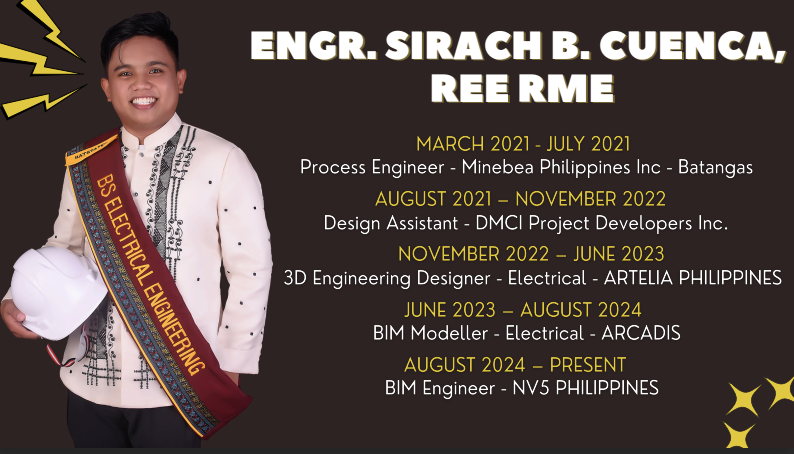 ENGR. SIRACH B. CUENCA,
REE RME
MARCH 2021 - JULY 2021
Process Engineer - Minebea Philippines Inc - Batangas
AUGUST 2021 – NOVEMBER 2022
Design Assistant - DMCI Project Developers Inc.
NOVEMBER 2022 – JUNE 2023
3D Engineering Designer - Electrical - ARTELIA PHILIPPINES
JUNE 2023 – AUGUST 2024
BIM Modeller - Electrical - ARCADIS
AUGUST 2024 – PRESENT
BIM Engineer - NV5 PHILIPPINES
BS ELECTRICAL ENGINEERING